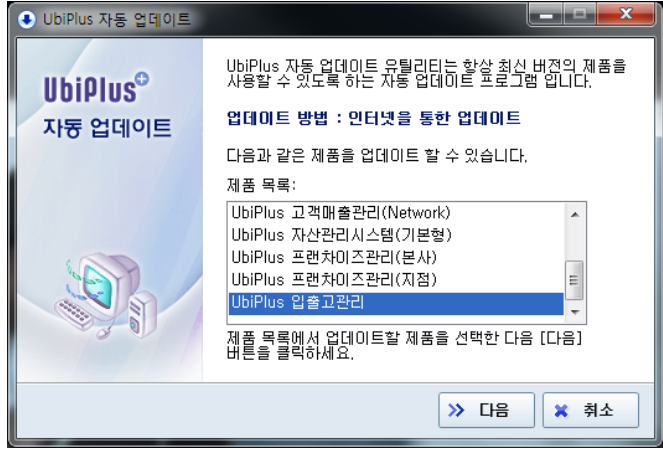 UbiPlus 자동 업데이트
UbiPlus
자동 업데이트
UbiPlus 자동 업데이트 유틸리티는 항상 최신 버전의 제품을
사용할 수 있도록 하는 자동 업데이트 프로그램 입니다.
업데이트 방법 : 인터넷을 통한 업데이트
다음과 같은 제품을 업데이트 할 수 있습니다.
제품 목록:
UbiPlus 고객매출관리(Network)
UbiPlus 자산관리시스템(기본형)
UbiPlus 프랜차이즈관리(본사)
UbiPlus 프랜차이즈관리(지점)
UbiPlus 입출고관리
제품 목록에서 업데이트할 제품을 선택한 다음 [다음]
버튼을 클릭하세요.
다음
취소